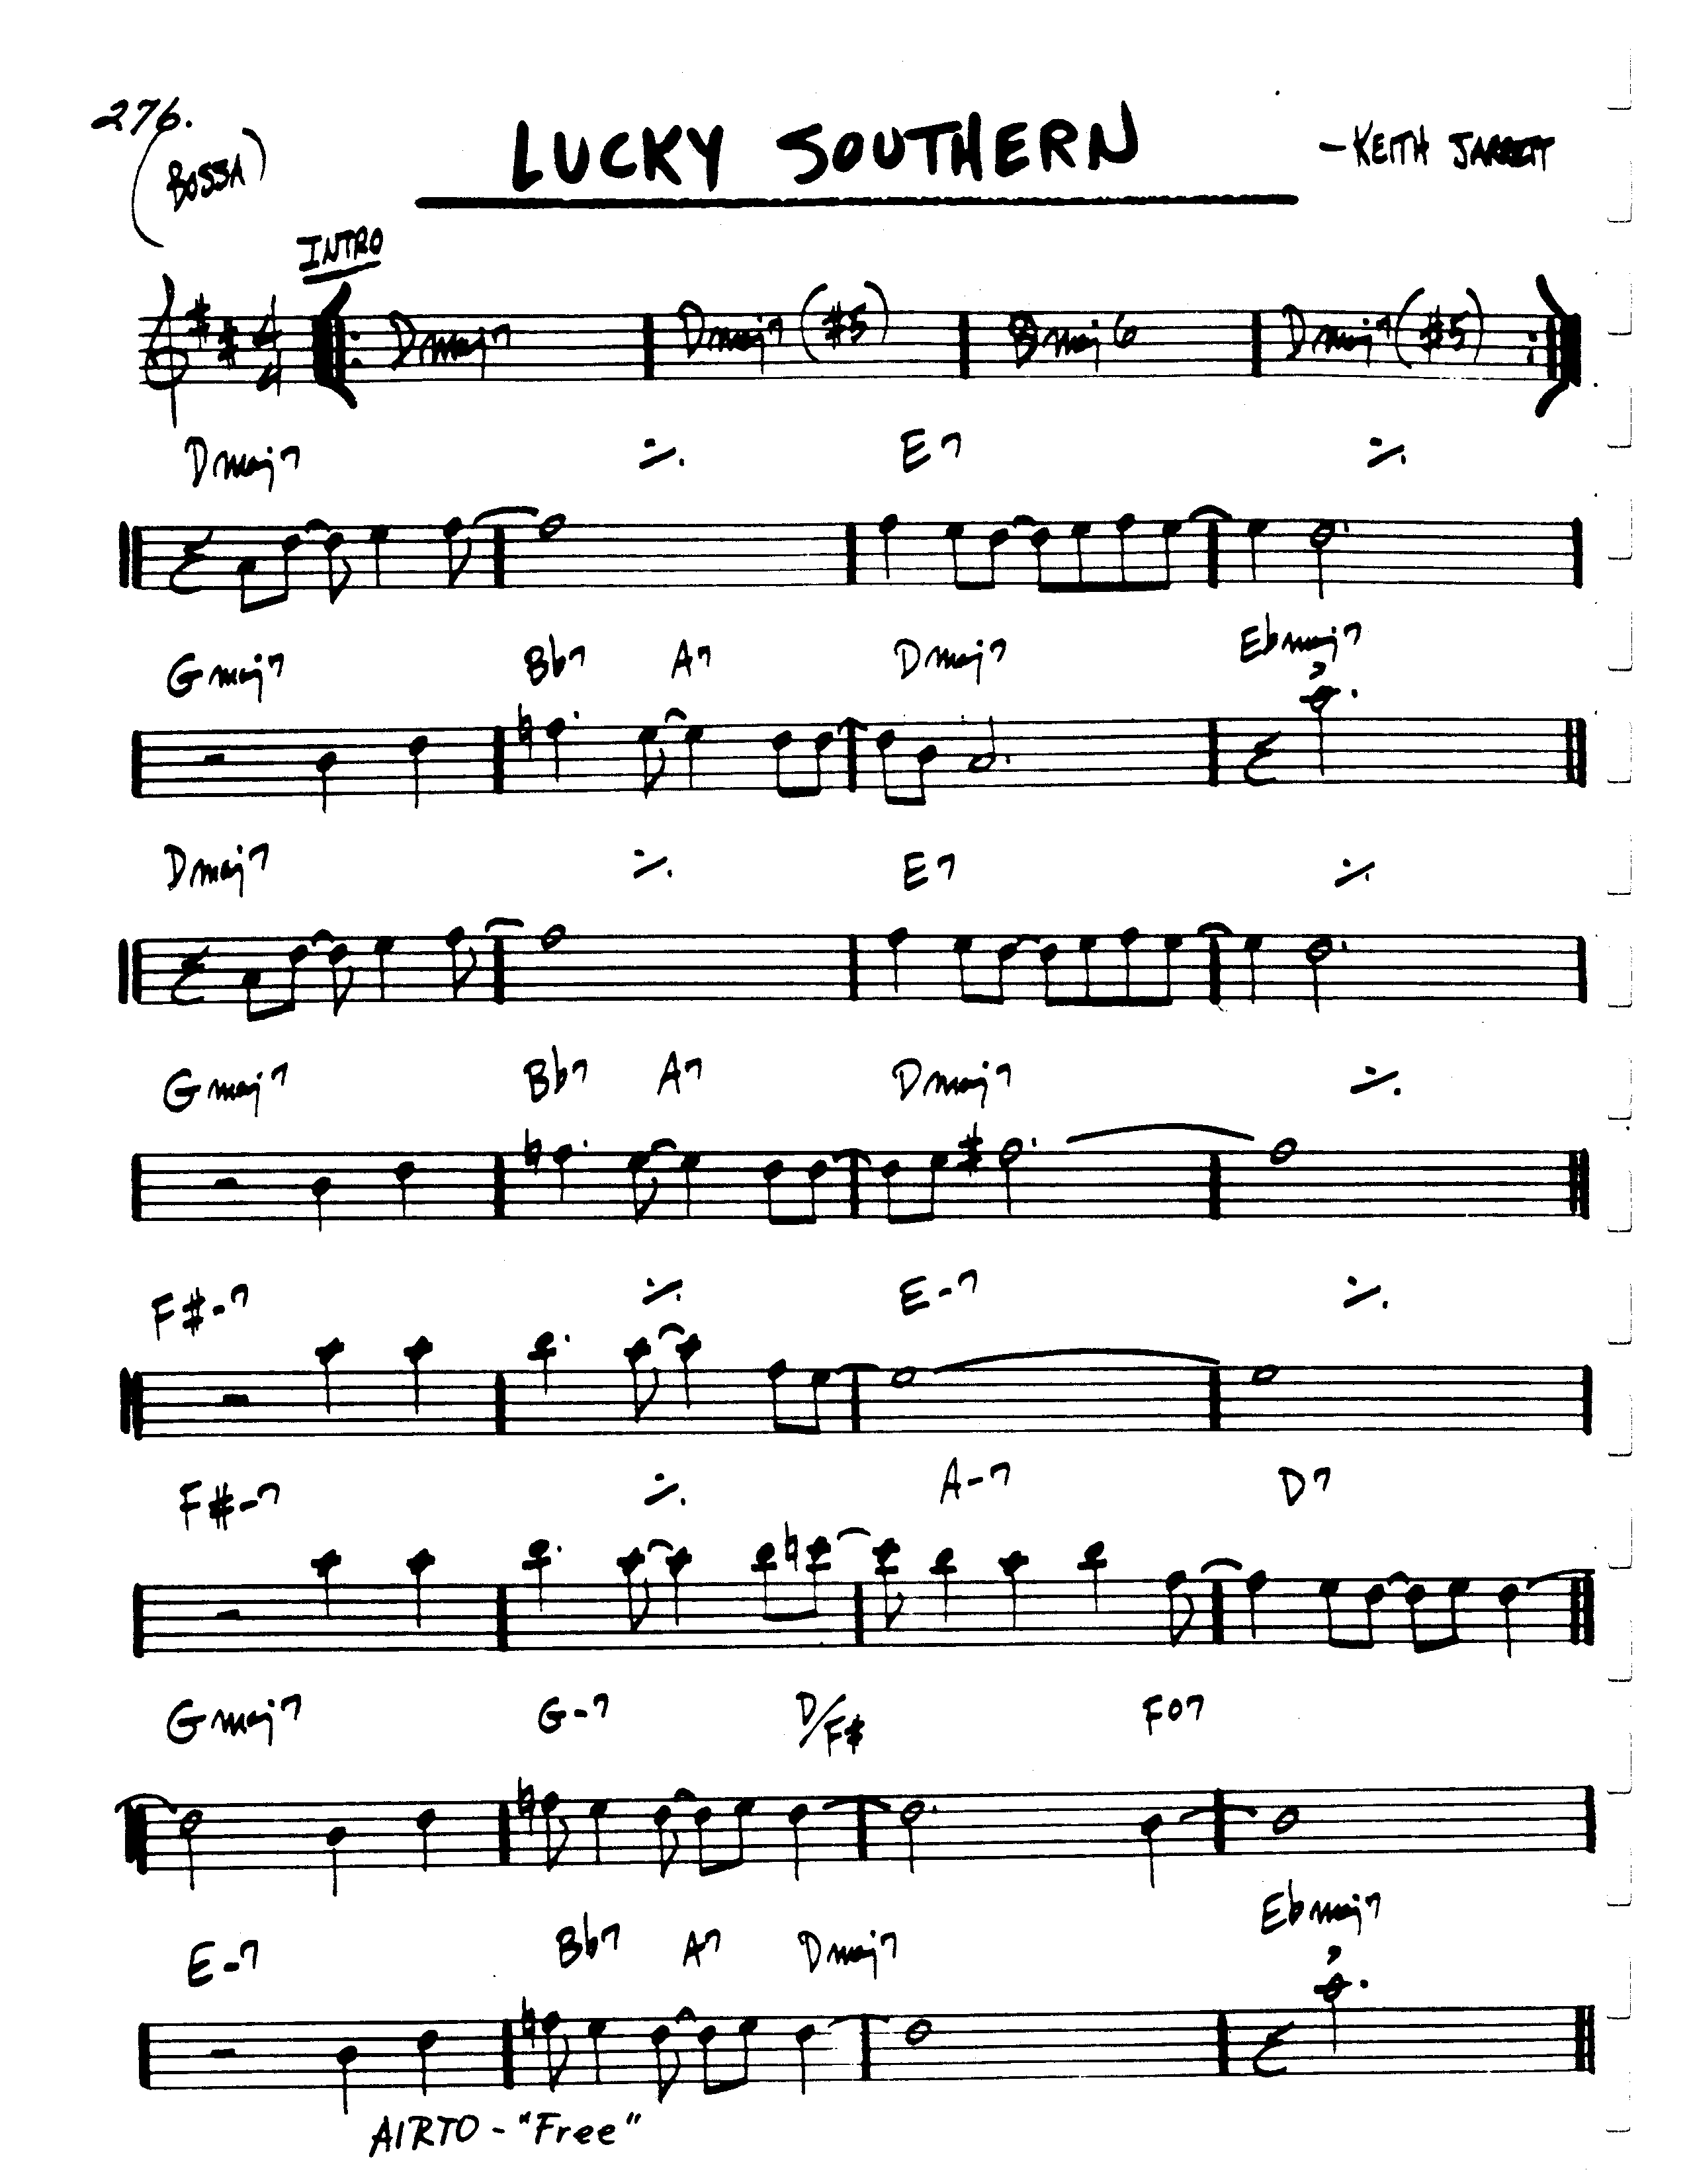 276.
(BOSSA)
LUCKY SOUTHERN
-KEITH JARRETT
INTRO
Dmaj7 Dmaj7(#5) Bmaj6 Dmaj7(#5)
Dmaj7 ٪ E7 ٪
Gmaj7 Bb7 A7 Dmaj7 Ebmaj7
Dmaj7 ٪ E7 ٪
Gmaj7 Bb7 A7 Dmaj7 ٪
F#-7 ٪ E-7 ٪
F#-7 ٪ A-7 D7
Gmaj7 G-7 D/F# Fo7
E-7 Bb7 A7 Dmaj7 Ebmaj7
AIRTO - "Free"